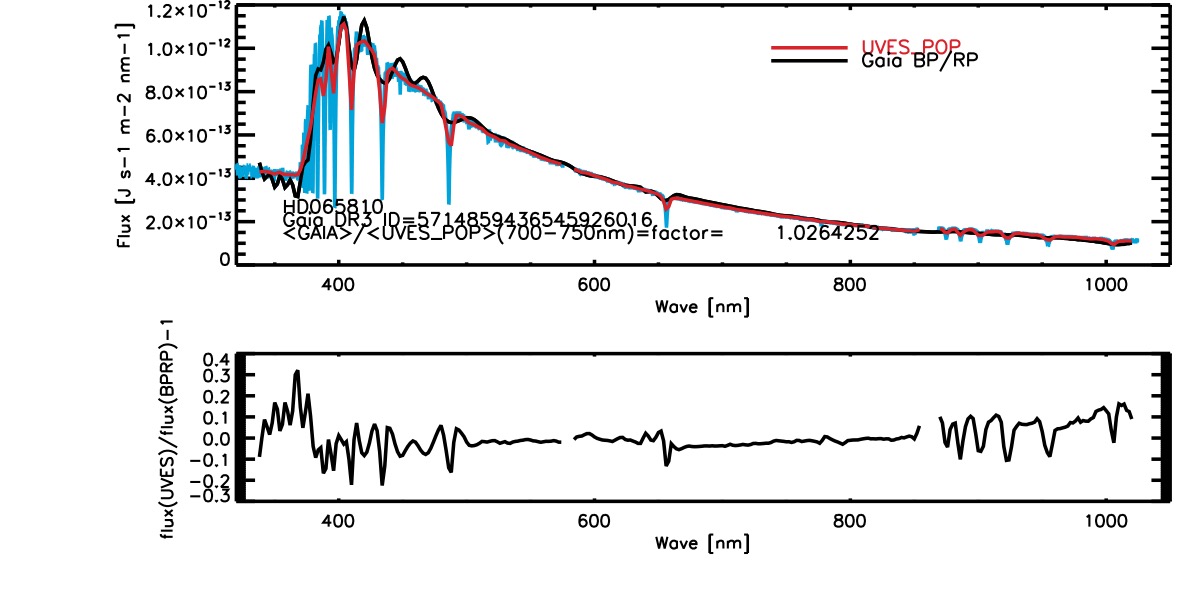 1.2×10−12
1.0×10−12
8.0×10−13
6.0×10−13
4.0×10−13
2.0×10−13
0
Flux [J s−1 m−2 nm−1]
UVES_POP
Gaia BP/RP
HD065810
Gaia DR3 ID=5714859436545926016
<GAIA>/<UVES_POP>(700−750nm)=factor= 1.0264252
400 600 800 1000
Wave [nm]
flux(UVES)/flux(BPRP)−1
0.4
0.3
0.2
0.1
0.0
−0.1
−0.2
−0.3
400 600 800 1000
Wave [nm]